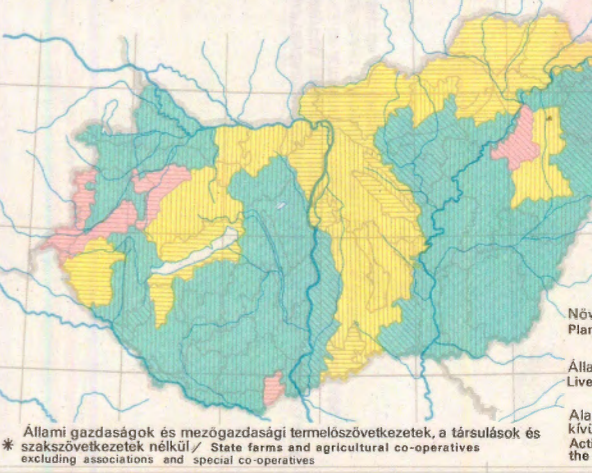 Növ
Plan
Álla
Live
Ala
kívü
Acti
the
Állami gazdaságok és mezőgazdasági termelőszövetkezetek, a társulások és
* szakszövetkezetek nélkül / State farms and agricultural co-operatives
excluding associations and special co-operatives